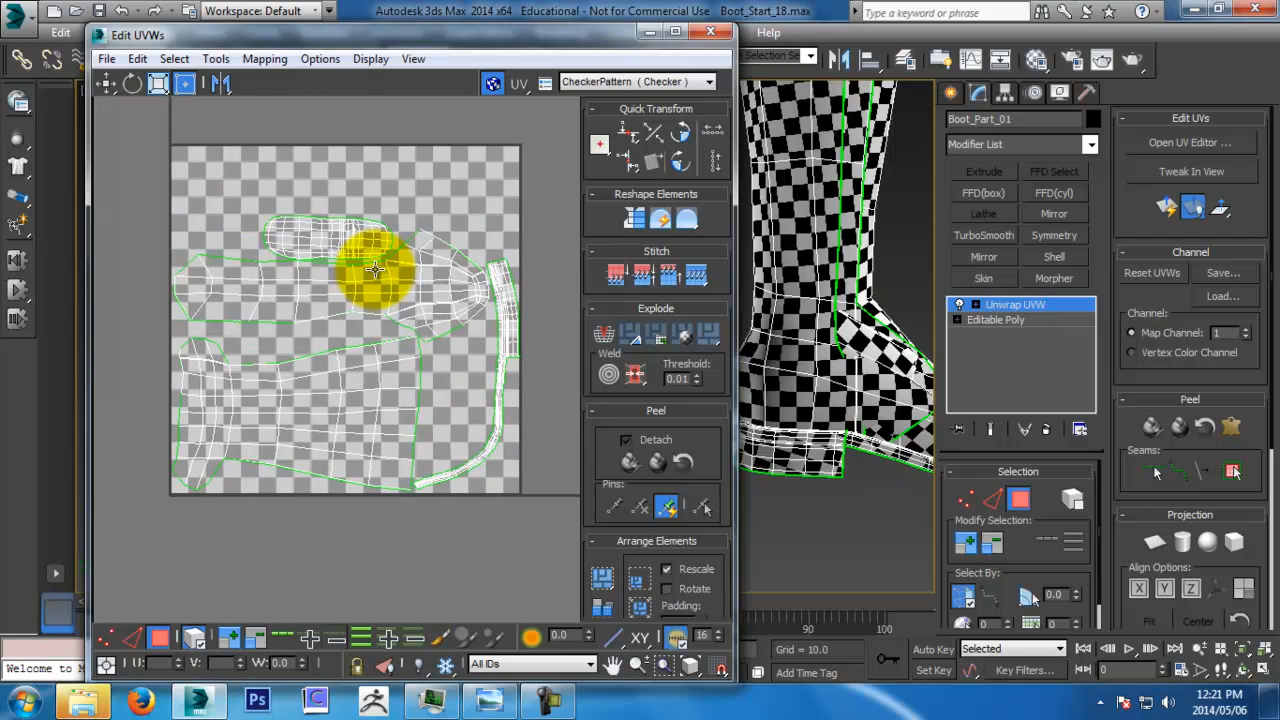 Workspace: Default
Autodesk 3ds Max 2014 x64    Educational - Not for Commercial Use    Boot_Start_18.max
Type a keyword or phrase
Ed
Edit UVWs
Help
File Edit Select Tools Mapping Options Display View
Selection Se
UV
CheckerPattern ( Checker )
Quick Transform
Reshape Elements
Stitch
Explode
Weld
Threshold:
0.01
Peel
Detach
Pins:
Arrange Elements
Rescale
Rotate
Padding:
Boot_Part_01
Modifier List
Extrude
FFD Select
FFD(box)
FFD(cyl)
Lathe
Mirror
TurboSmooth
Symmetry
Mirror
Shell
Skin
Morpher
Unwrap UVW
Editable Poly
Selection
Modify Selection:
Select By:
0.0
Edit UVs
Open UV Editor ...
Tweak In View
Channel
Reset UVWs
Save...
Load...
Channel:
Map Channel: 1
Vertex Color Channel
Peel
Seams:
Projection
Align Options:
X
Y
Z
Fit
Center
0.0
XY
16
U:
V:
W: 0.0
All IDs
90
100
Welcome to M
Grid = 10.0
Add Time Tag
Auto Key
Selected
Set Key
Key Filters...
0
Ps
12:21 PM
2014/05/06